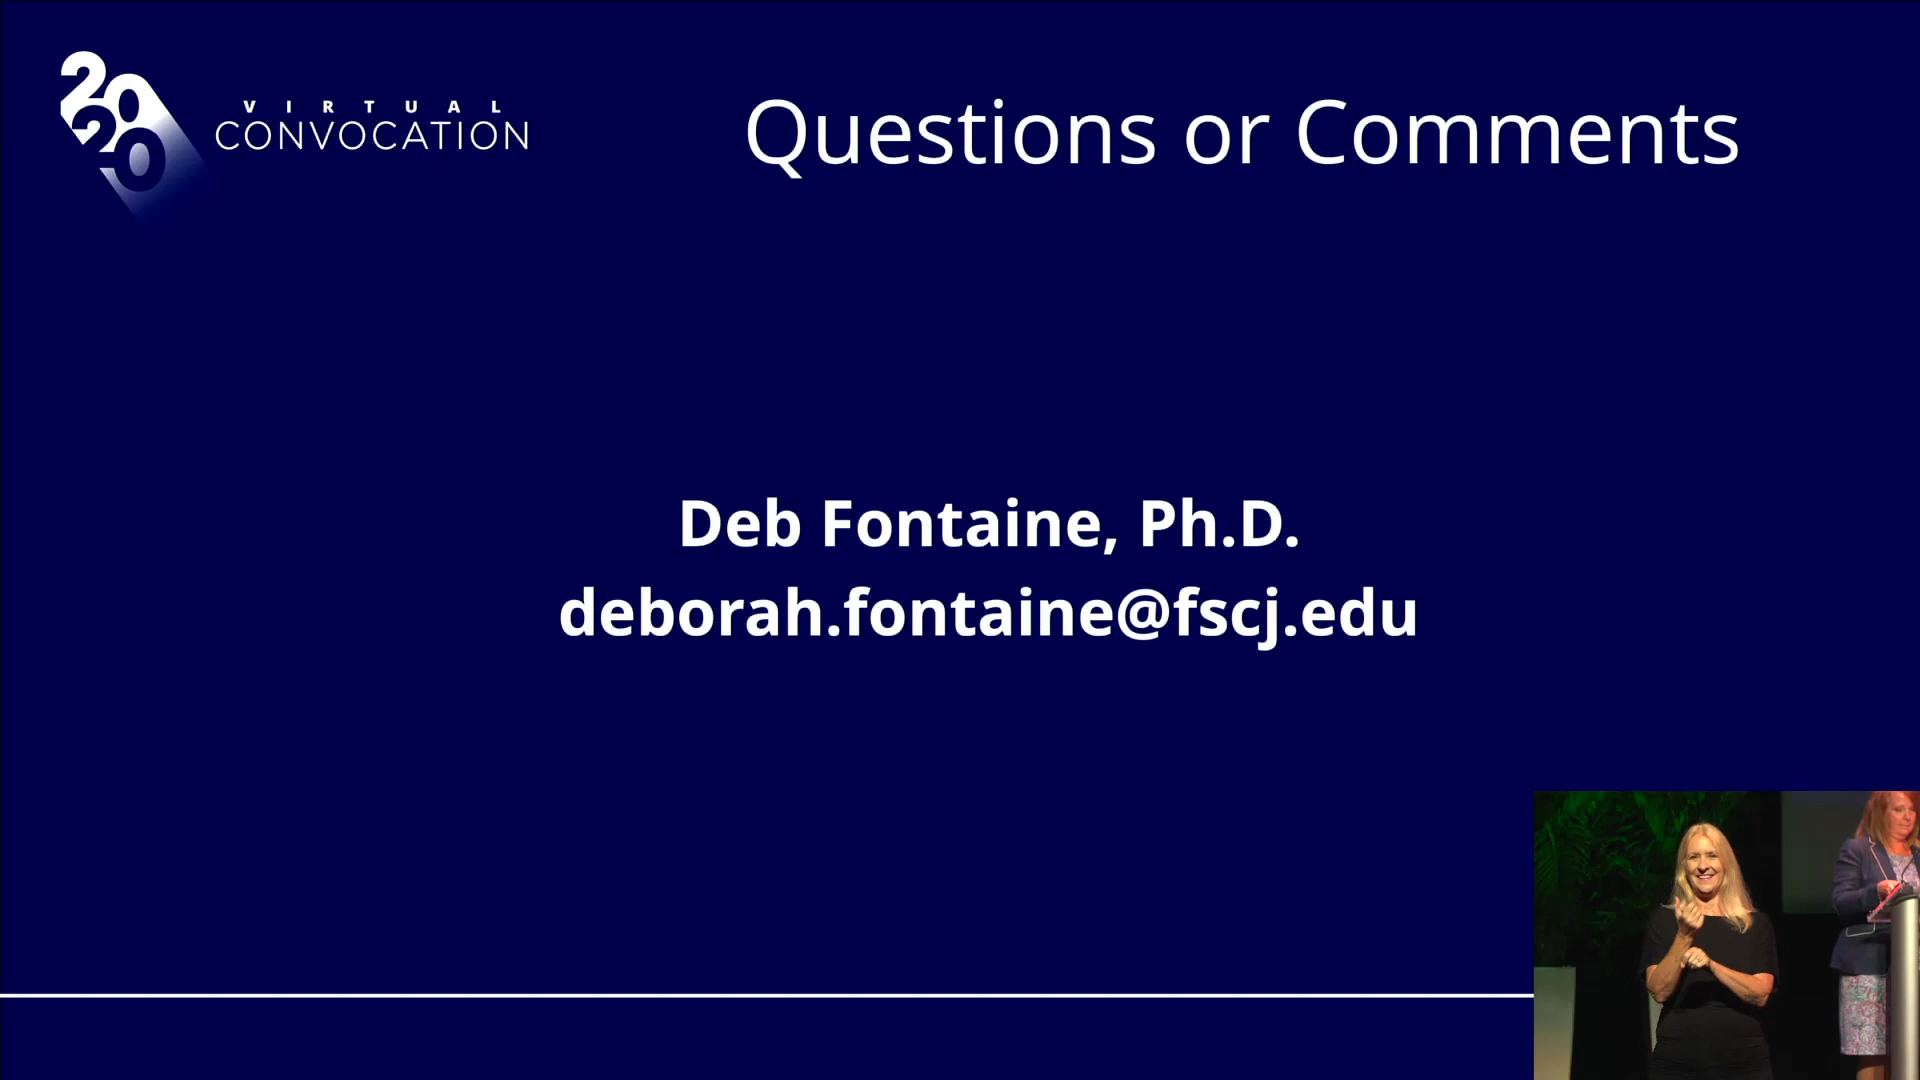 2020
VIRTUAL
CONVOCATION
Questions or Comments
Deb Fontaine, Ph.D.
deborah.fontaine@fscj.edu